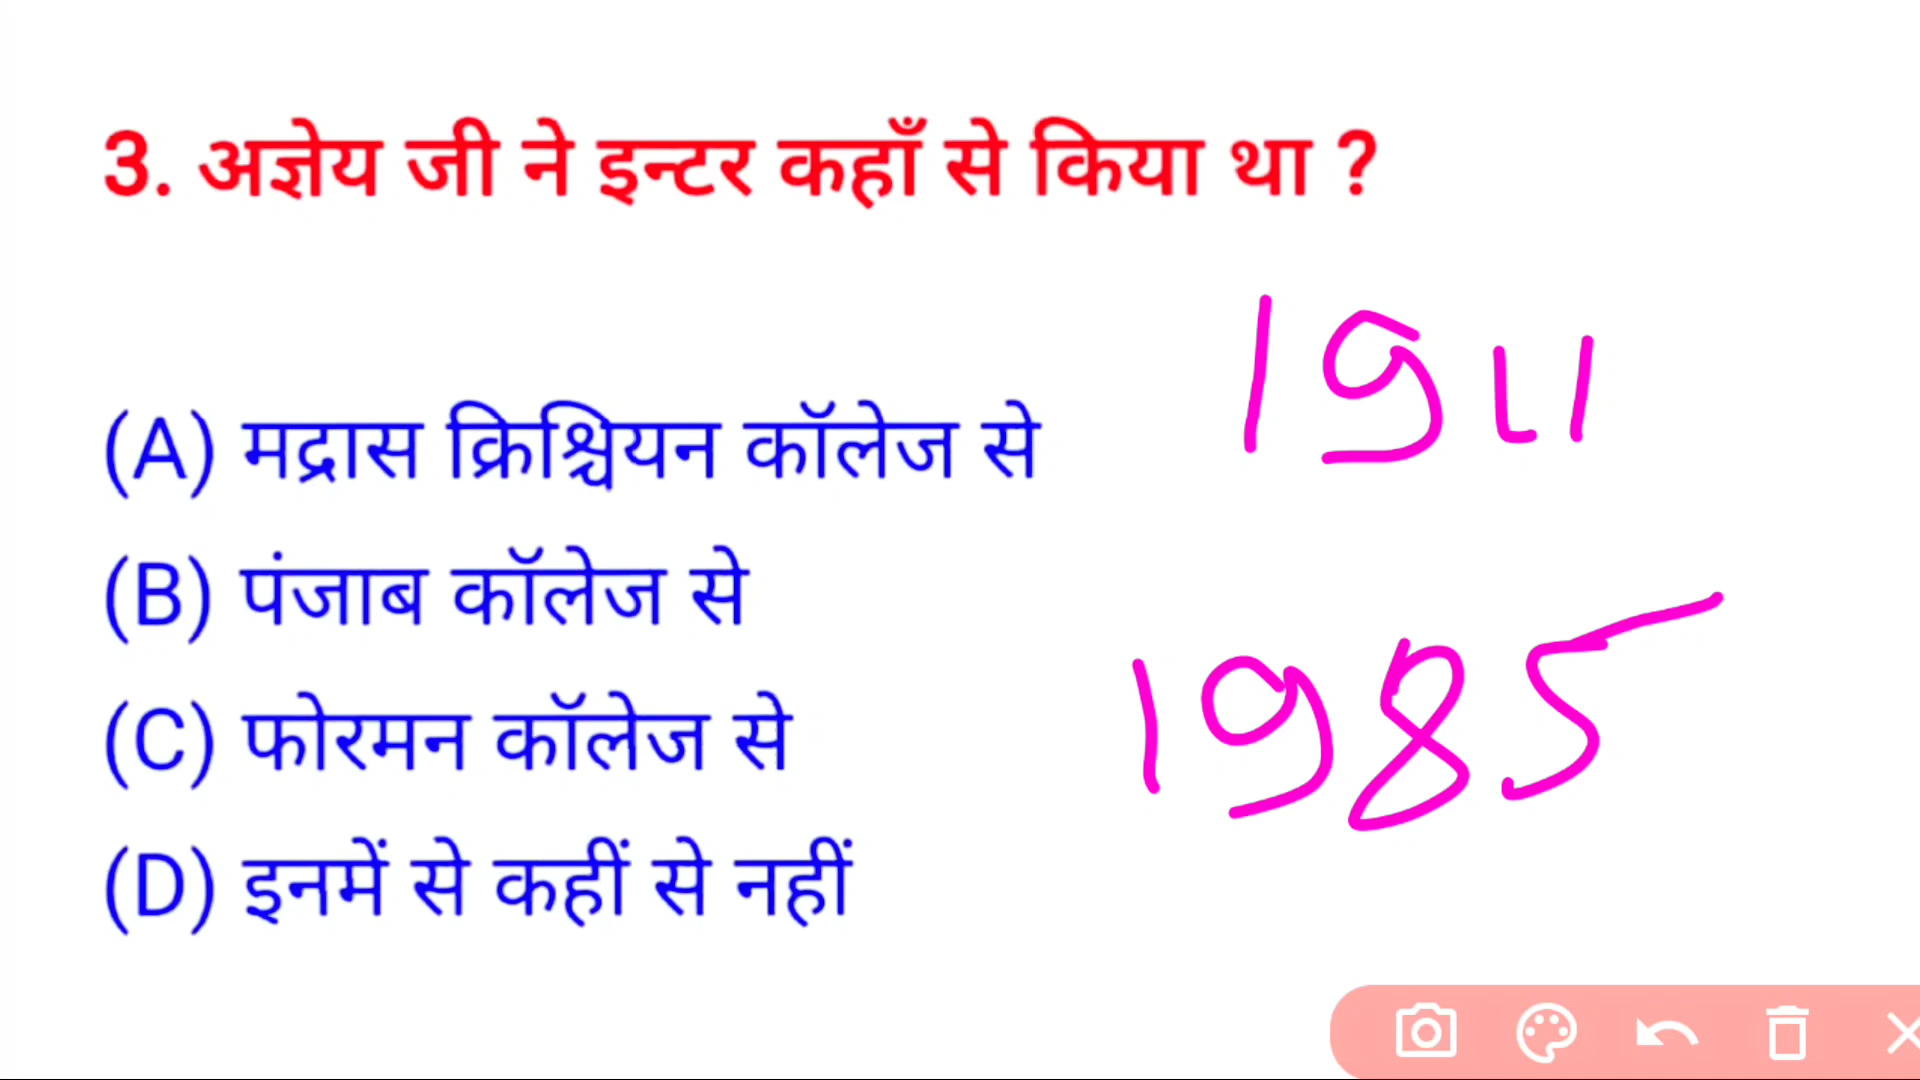 3. अज्ञेय जी ने इन्टर कहाँ से किया था ?
1911
(A) मद्रास क्रिश्चियन कॉलेज से
(B) पंजाब कॉलेज से
1985
(C) फोरमन कॉलेज से
(D) इनमें से कहीं से नहीं